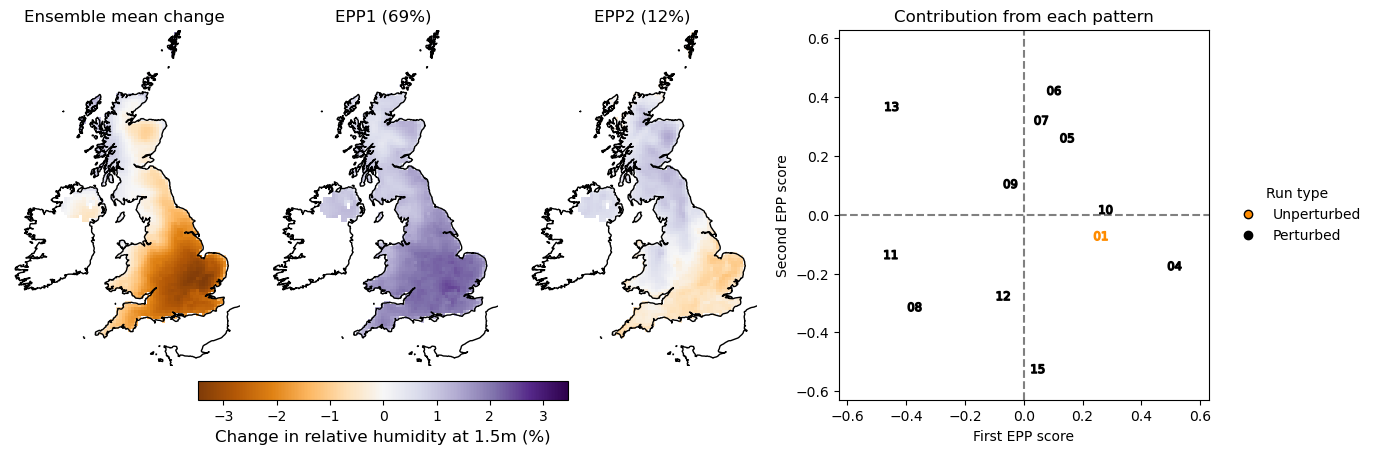 Ensemble mean change
EPP1 (69%)
EPP2 (12%)
Contribution from each pattern
−3 −2 −1 0 1 2 3
Change in relative humidity at 1.5m (%)
Second EPP score
0.6
0.4
0.2
0.0
−0.2
−0.4
−0.6
06
13
07
05
09
10
01
11
04
12
08
15
−0.6 −0.4 −0.2 0.0 0.2 0.4 0.6
First EPP score
Run type
Unperturbed
Perturbed